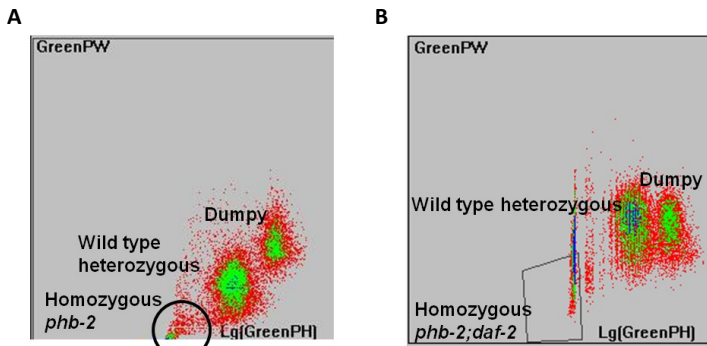 A
GreenPW
Dumpy
Wild type
heterozygous
Homozygous
phb-2
Lg(GreenPH)
B
GreenPW
Dumpy
Wild type heterozygous
Homozygous
phb-2;daf-2
Lg(GreenPH)